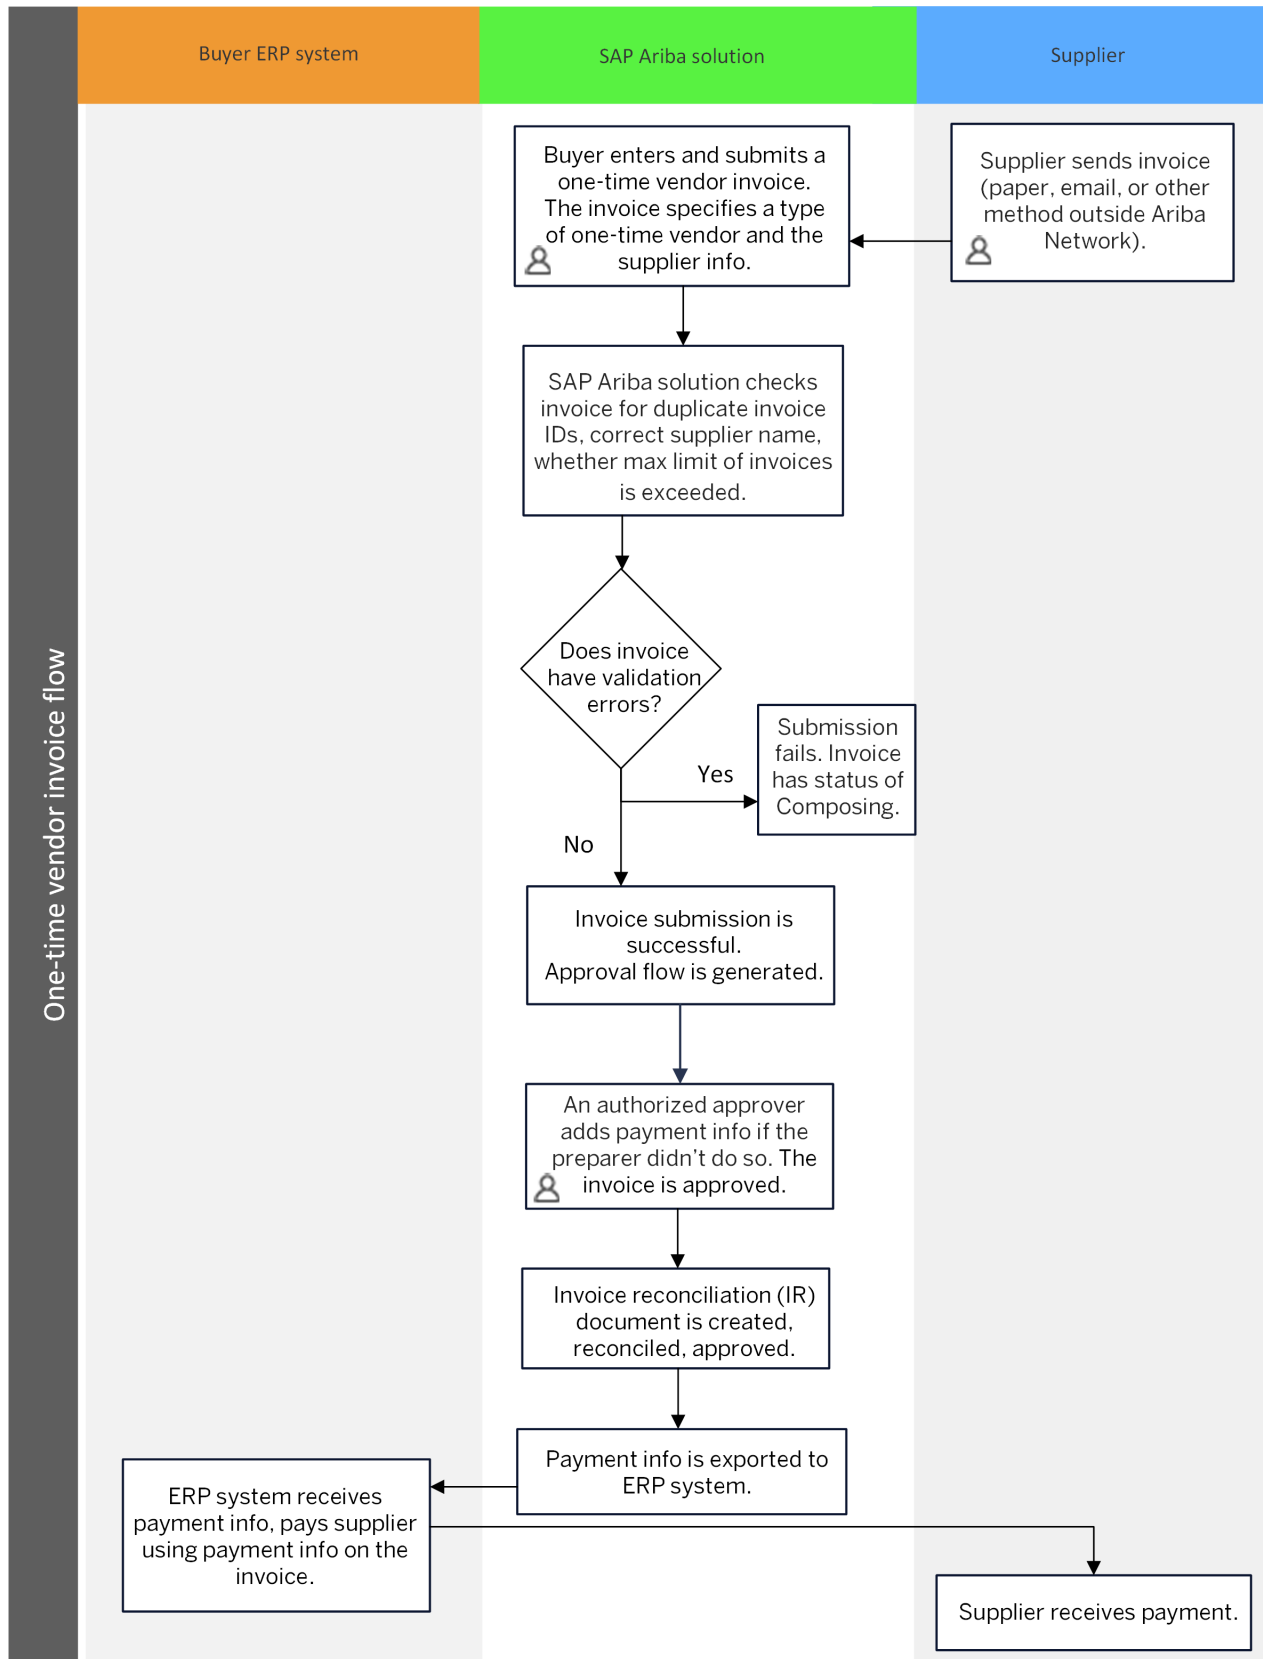 Buyer ERP system
SAP Ariba solution
Supplier
One-time vendor invoice flow
Supplier sends invoice
(paper, email, or other
method outside Ariba
Network).
Buyer enters and submits a
one-time vendor invoice.
The invoice specifies a type
of one-time vendor and the
supplier info.
SAP Ariba solution checks
invoice for duplicate invoice
IDs, correct supplier name,
whether max limit of invoices
is exceeded.
Does invoice
have validation
errors?
Yes
Submission
fails. Invoice
has status of
Composing.
No
Invoice submission is
successful.
Approval flow is generated.
An authorized approver
adds payment info if the
preparer didn’t do so. The
invoice is approved.
Invoice reconciliation (IR)
document is created,
reconciled, approved.
Payment info is exported to
ERP system.
ERP system receives
payment info, pays supplier
using payment info on the
invoice.
Supplier receives payment.